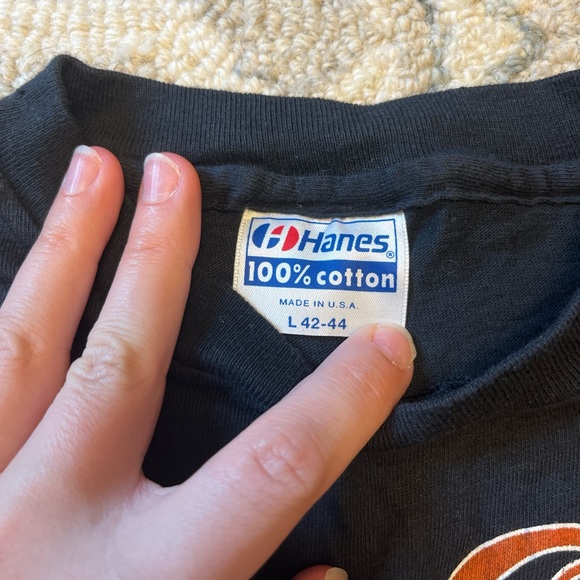 Hanes®
100% cotton
MADE IN U.S.A.
L 42-44